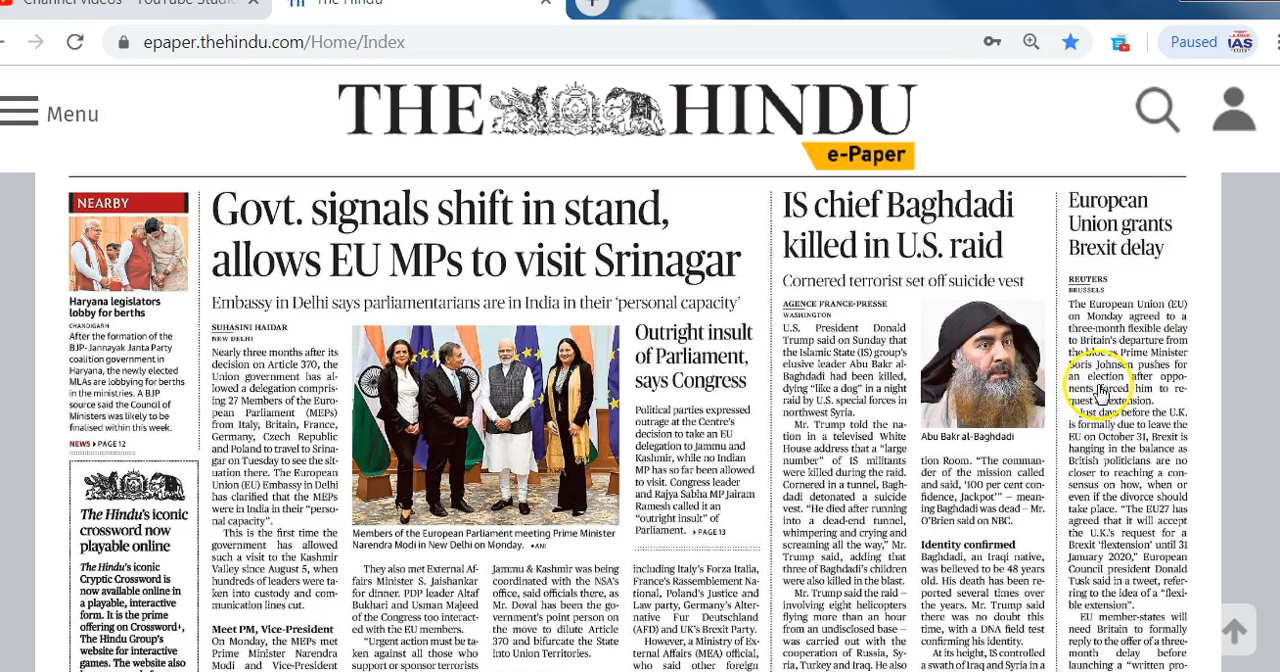 Channel videos - YouTube Studio
The Hindu
epaper.thehindu.com/Home/Index
Paused
IAS
Menu
THE HINDU
e-Paper
NEARBY
Haryana legislators
lobby for berths
CHANDIGARH
After the formation of the
BJP-Jannayak Janta Party
coalition government in
Haryana, the newly elected
MLAs are lobbying for berths
in the ministries. A BJP
source said the Council of
Ministers was likely to be
finalised within this week.
NEWS PAGE 12
The Hindu
The Hindu's iconic
crossword now
playable online
The Hindu's iconic
Cryptic Crossword is
now available online in
a playable, interactive
form. It is the prime
offering on Crossword+,
The Hindu Group's
website for interactive
games. The website also
Govt. signals shift in stand,
allows EU MPs to visit Srinagar
Embassy in Delhi says parliamentarians are in India in their 'personal capacity'
SUHASINI HAIDAR
NEW DELHI
Nearly three months after its
decision on Article 370, the
Union government has al-
lowed a delegation compris-
ing 27 Members of the Euro-
pean Parliament (MEPs)
from Italy, Britain, France,
Germany, Czech Republic
and Poland to travel to Srina-
gar on Tuesday to see the sit-
uation there. The European
Union (EU) Embassy in Delhi
has clarified that the MEPs
were in India in their "perso-
nal capacity".
This is the first time the
government has allowed
such a visit to the Kashmir
Valley since August 5, when
hundreds of leaders were ta-
ken into custody and com-
munication lines cut.
Meet PM, Vice-President
On Monday, the MEPs met
Prime Minister Narendra
Modi and Vice-President
Members of the European Parliament meeting Prime Minister
Narendra Modi in New Delhi on Monday. ANI
They also met External Af-
fairs Minister S. Jaishankar
for dinner. PDP leader Altaf
Bukhari and Usman Majeed
of the Congress too interact-
ed with the EU members.
"Urgent action must be ta-
ken against all those who
support or sponsor terrorists
Jammu & Kashmir was being
coordinated with the NSA's
office, said officials there, as
Mr. Doval has been the go-
vernment's point person on
the move to dilute Article
370 and bifurcate the State
into Union Territories.
Outright insult
of Parliament,
says Congress
Political parties expressed
outrage at the Centre's
decision to take an EU
delegation to Jammu and
Kashmir, while no Indian
MP has so far been allowed
to visit. Congress leader
and Rajya Sabha MP Jairam
Ramesh called it an
"outright insult" of
Parliament. PAGE 13
including Italy's Forza Italia,
France's Rassemblement Na-
tional, Poland's Justice and
Law party, Germany's Alter-
native Fur Deutschland
(AFD) and UK's Brexit Party.
However, a Ministry of Ex-
ternal Affairs (MEA) official,
who said other foreign
IS chief Baghdadi
killed in U.S. raid
Cornered terrorist set off suicide vest
AGENCE FRANCE-PRESSE
WASHINGTON
U.S. President Donald
Trump said on Sunday that
the Islamic State (IS) group's
elusive leader Abu Bakr al-
Baghdadi had been killed,
dying "like a dog" in a night
raid by U.S. special forces in
northwest Syria.
Mr. Trump told the na-
tion in a televised White
House address that a "large
number" of IS militants
were killed during the raid.
Cornered in a tunnel, Bagh-
dadi detonated a suicide
vest. "He died after running
into a dead-end tunnel,
whimpering and crying and
screaming all the way," Mr.
Trump said, adding that
three of Baghdadi's children
were also killed in the blast.
Mr. Trump said the raid –
involving eight helicopters
flying more than an hour
from an undisclosed base –
was carried out with the
cooperation of Russia, Sy-
ria, Turkey and Iraq. He also
Abu Bakr al-Baghdadi
tion Room. "The comman-
der of the mission called
and said, '100 per cent con-
fidence, Jackpot'" – mean-
ing Baghdadi was dead – Mr.
O'Brien said on NBC.
Identity confirmed
Baghdadi, an Iraqi native,
was believed to be 48 years
old. His death has been re-
ported several times over
the years. Mr. Trump said
there was no doubt this
time, with a DNA field test
confirming his identity.
At its height, IS controlled
a swath of Iraq and Syria in a
European
Union grants
Brexit delay
REUTERS
BRUSSELS
The European Union (EU)
on Monday agreed to a
three-month flexible delay
to Britain's departure from
the bloc as Prime Minister
Boris Johnson pushes for
an election after oppo-
nents forced him to re-
quest extension.
Just days before the U.K.
is formally due to leave the
EU on October 31, Brexit is
hanging in the balance as
British politicians are no
closer to reaching a con-
sensus on how, when or
even if the divorce should
take place. "The EU27 has
agreed that it will accept
the U.K.'s request for a
Brexit 'flextension' until 31
January 2020," European
Council president Donald
Tusk said in a tweet, refer-
ring to the idea of a "flexi-
ble extension".
EU member-states will
need Britain to formally
reply to the offer of a three-
month delay before
launching a written pro